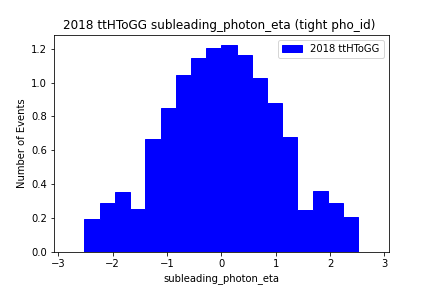 2018 ttHToGG subleading_photon_eta (tight pho_id)
2018 ttHToGG
Number of Events
1.2
1.0
0.8
0.6
0.4
0.2
0.0
−3 −2 −1 0 1 2 3
subleading_photon_eta